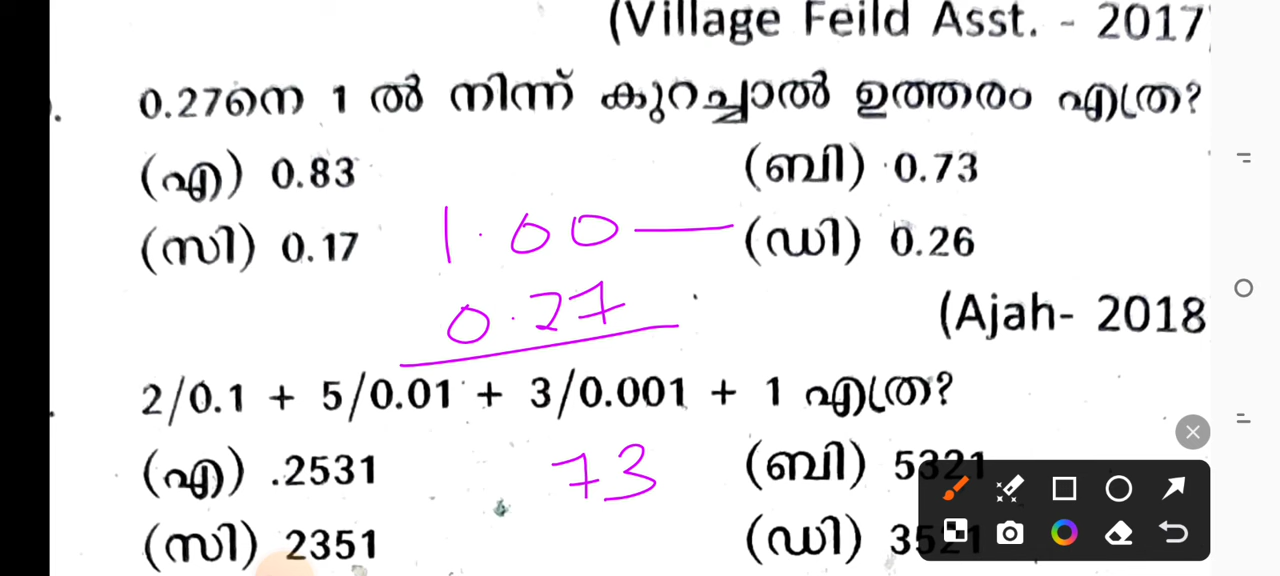 (Village Feild Asst. - 2017
0.27നെ 1 ൽ നിന്ന് കുറച്ചാൽ ഉത്തരം എത്ര?
(എ) 0.83 (ബി) 0.73
(സി) 0.17 (ഡി) 0.26
1.00 —
0.27
(Ajah- 2018
2/0.1 + 5/0.01 + 3/0.001 + 1 എത്ര?
73
(എ) .2531 (ബി) 5321
(സി) 2351 (ഡി) 3521